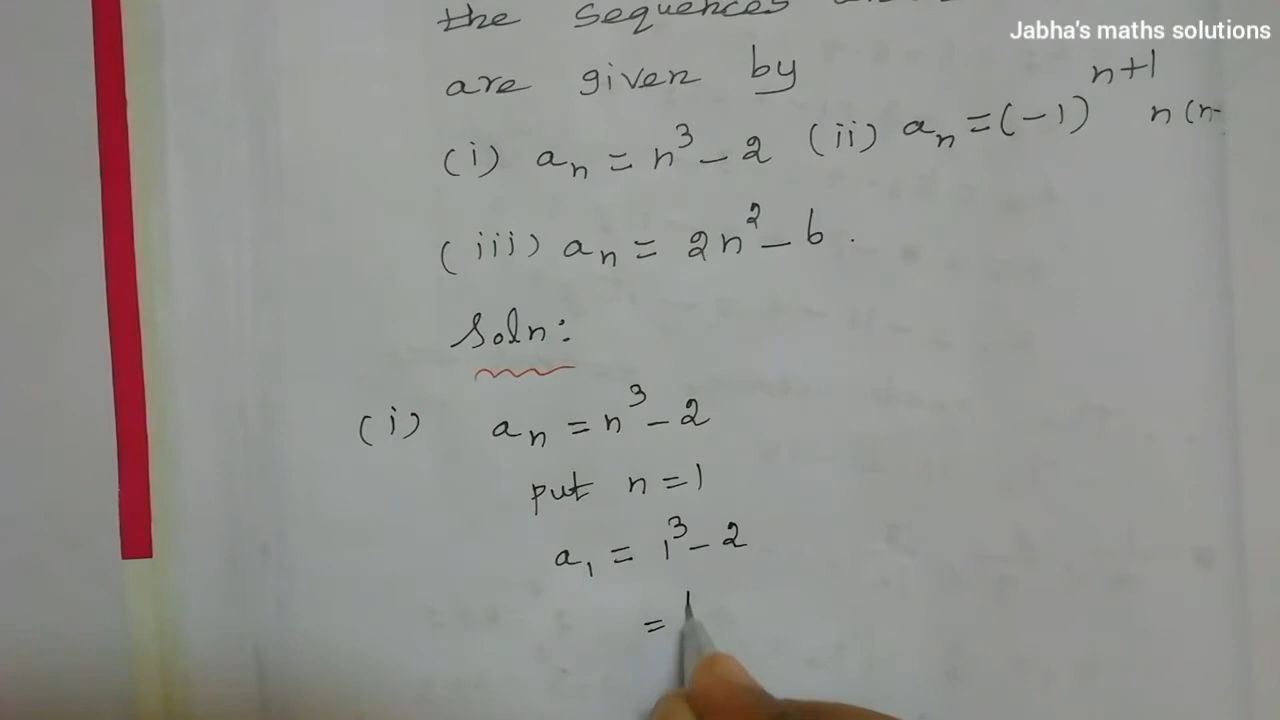 Jabha's maths solutions
the sequences
are given by
(i) aₙ = n³ - 2 (ii) aₙ = (-1)ⁿ⁺¹ n(n
(iii) aₙ = 2n² - 6.
Soln:
(i) aₙ = n³ - 2
put n = 1
a₁ = 1³ - 2
= 1